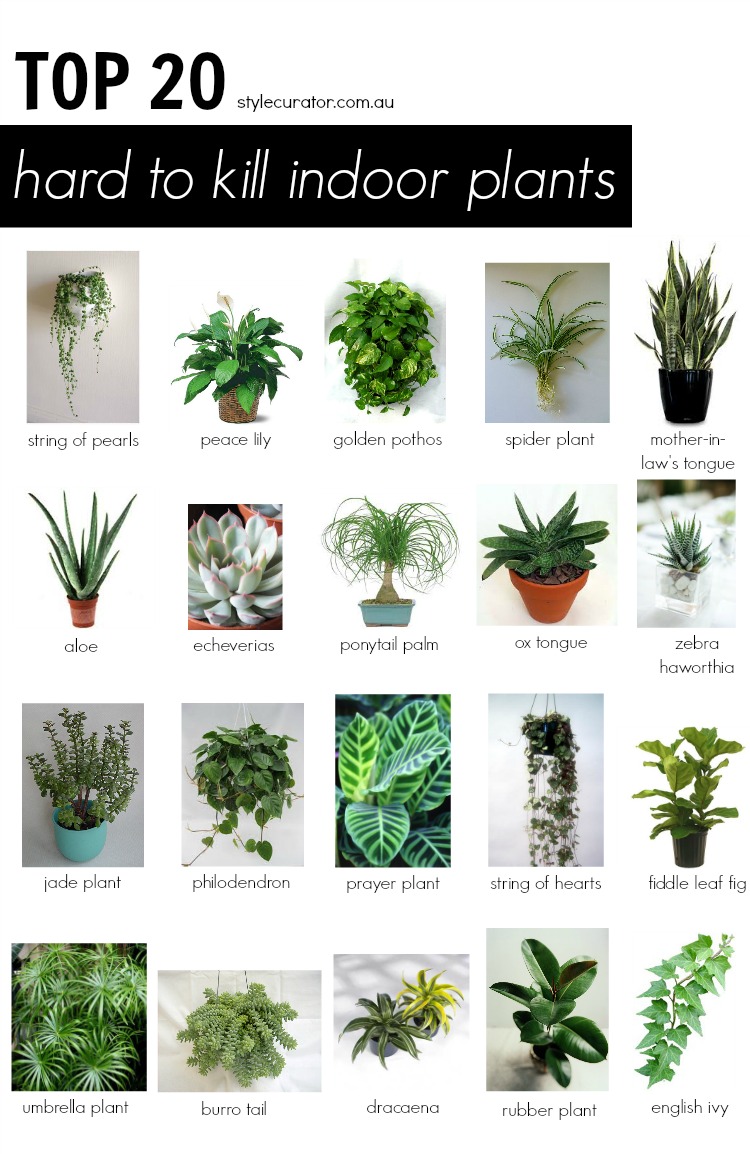 TOP 20 stylecurator.com.au
hard to kill indoor plants
string of pearls
peace lily
golden pothos
spider plant
mother-in-
law's tongue
aloe
echeverias
ponytail palm
ox tongue
zebra
haworthia
jade plant
philodendron
prayer plant
string of hearts
fiddle leaf fig
umbrella plant
burro tail
dracaena
rubber plant
english ivy